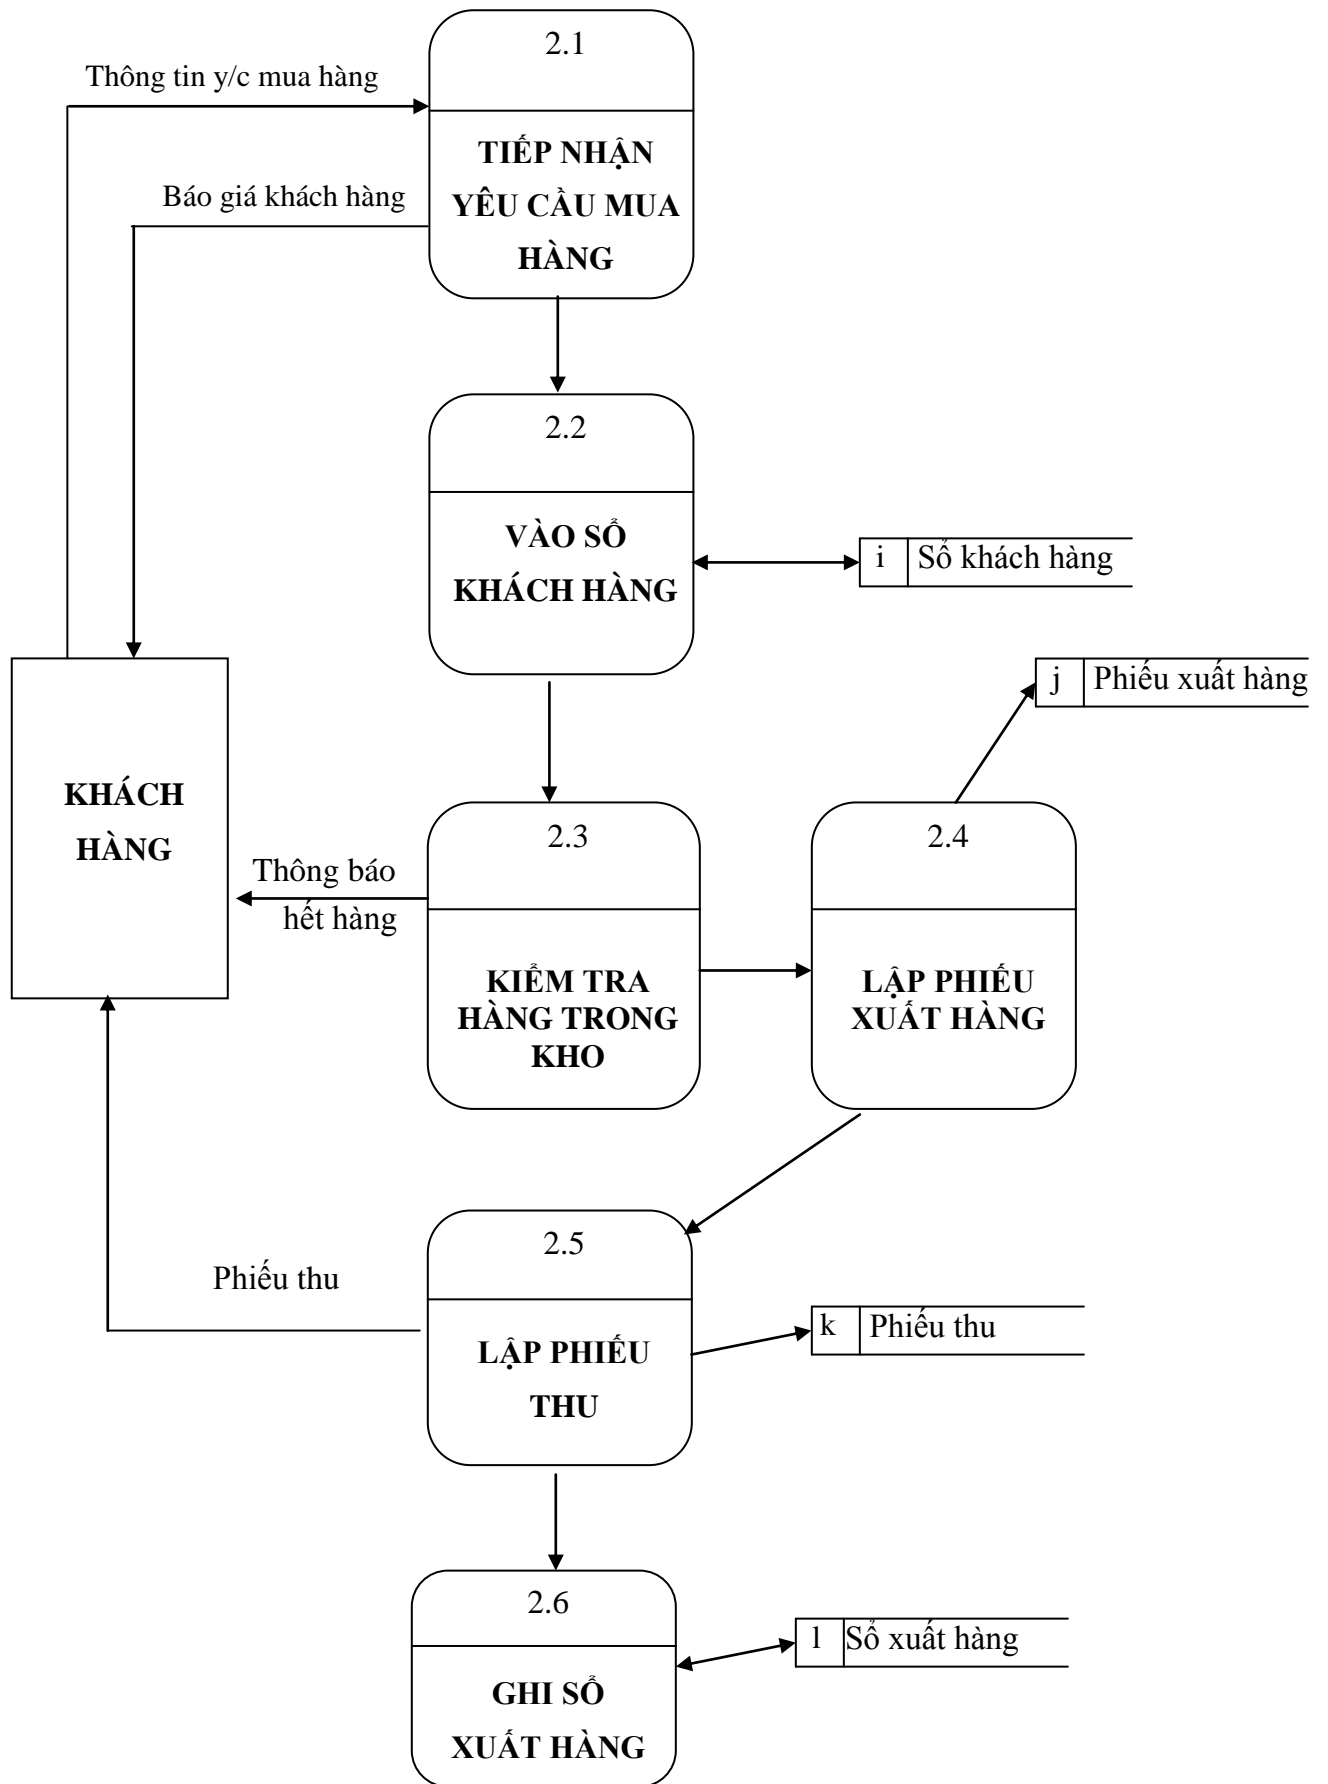 2.1
Thông tin y/c mua hàng
TIẾP NHẬN
YÊU CẦU MUA
HÀNG
Báo giá khách hàng
2.2
VÀO SỔ
KHÁCH HÀNG
i
Sổ khách hàng
j
Phiếu xuất hàng
KHÁCH
HÀNG
2.3
2.4
Thông báo
hết hàng
KIỂM TRA
HÀNG TRONG
KHO
LẬP PHIẾU
XUẤT HÀNG
2.5
Phiếu thu
LẬP PHIẾU
THU
k
Phiếu thu
2.6
l
Sổ xuất hàng
GHI SỔ
XUẤT HÀNG